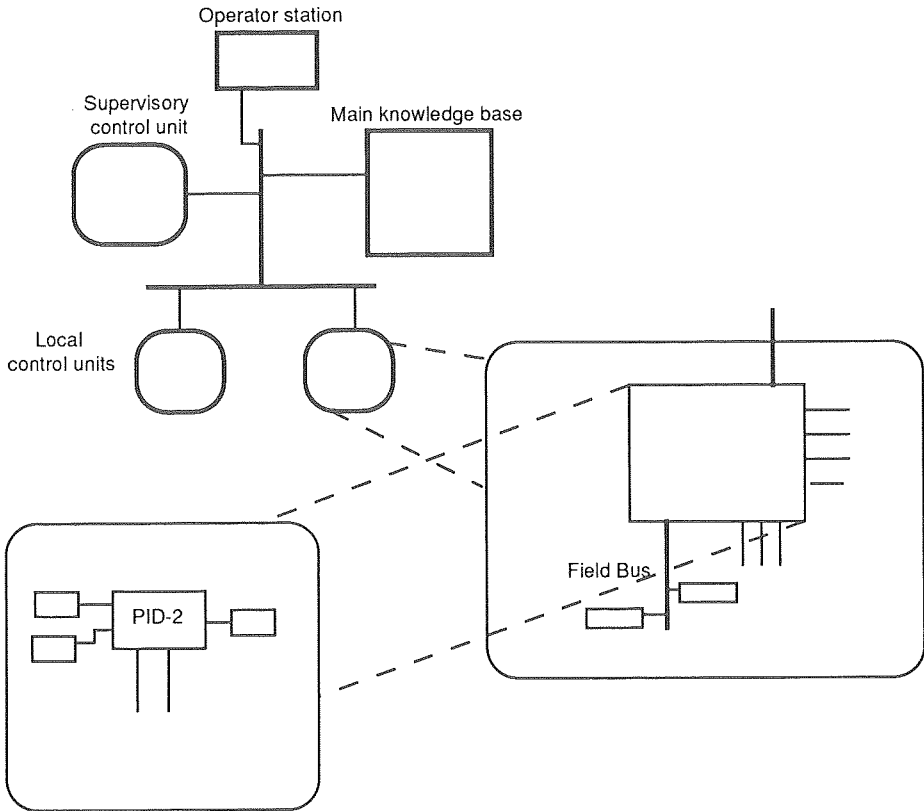 Operator station
Supervisory
control unit
Main knowledge base
Local
control units
Field Bus
PID-2